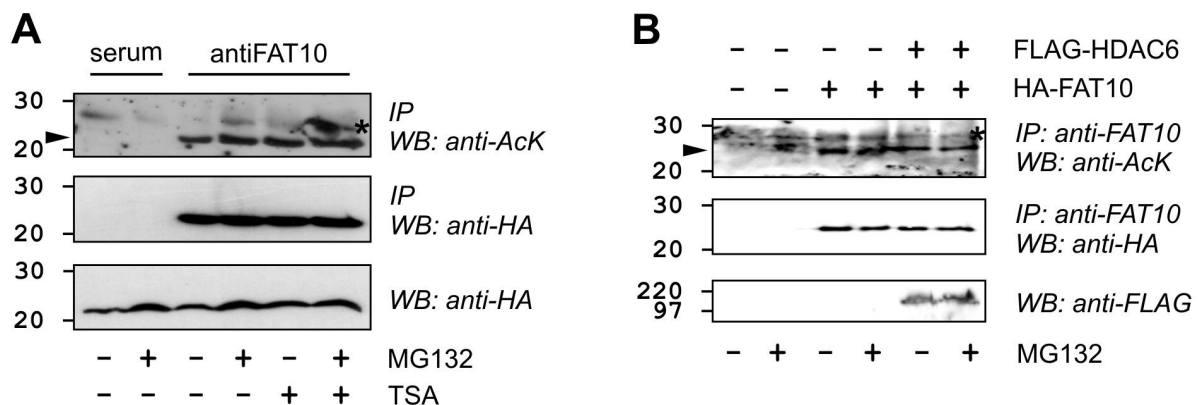 A
serum antiFAT10
30
20
*
IP
WB: anti-AcK
30
20
IP
WB: anti-HA
30
20
WB: anti-HA
– + – + – + MG132
– – – – + + TSA
B
– – – – + + FLAG-HDAC6
– – + + + + HA-FAT10
30
20
*
IP: anti-FAT10
WB: anti-AcK
30
20
IP: anti-FAT10
WB: anti-HA
220
97
WB: anti-FLAG
– + – + – + MG132